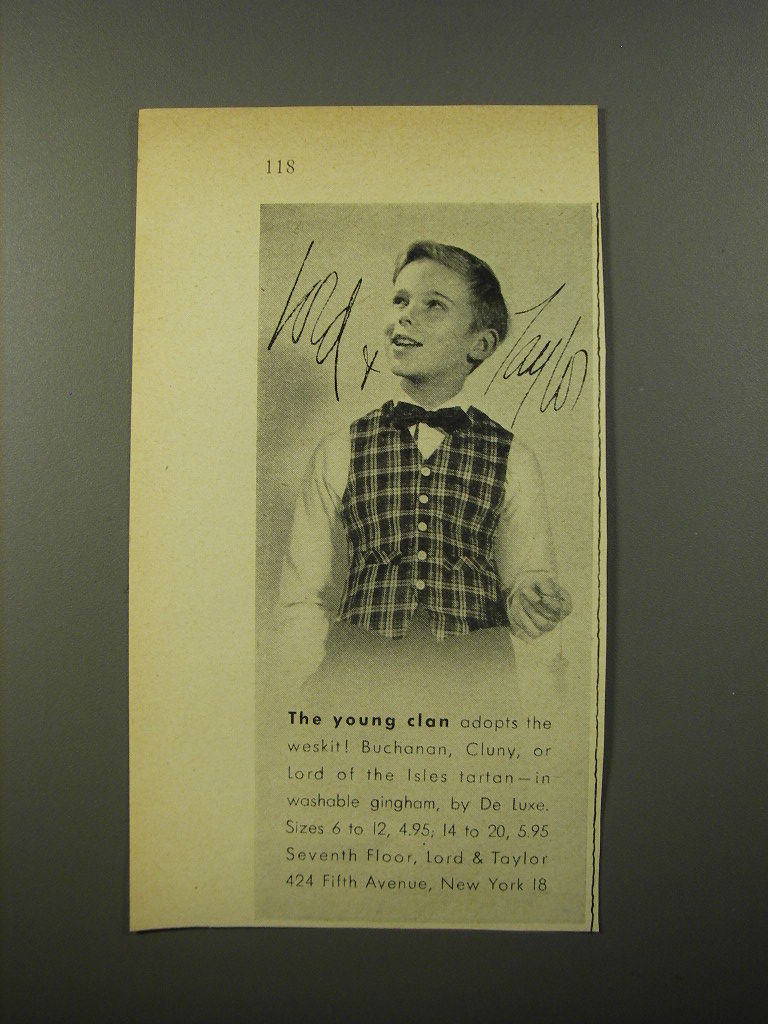 118
Lord & Taylor
The young clan adopts the
weskit! Buchanan, Cluny, or
Lord of the Isles tartan—in
washable gingham, by De Luxe.
Sizes 6 to 12, 4.95; 14 to 20, 5.95
Seventh Floor, Lord & Taylor
424 Fifth Avenue, New York 18